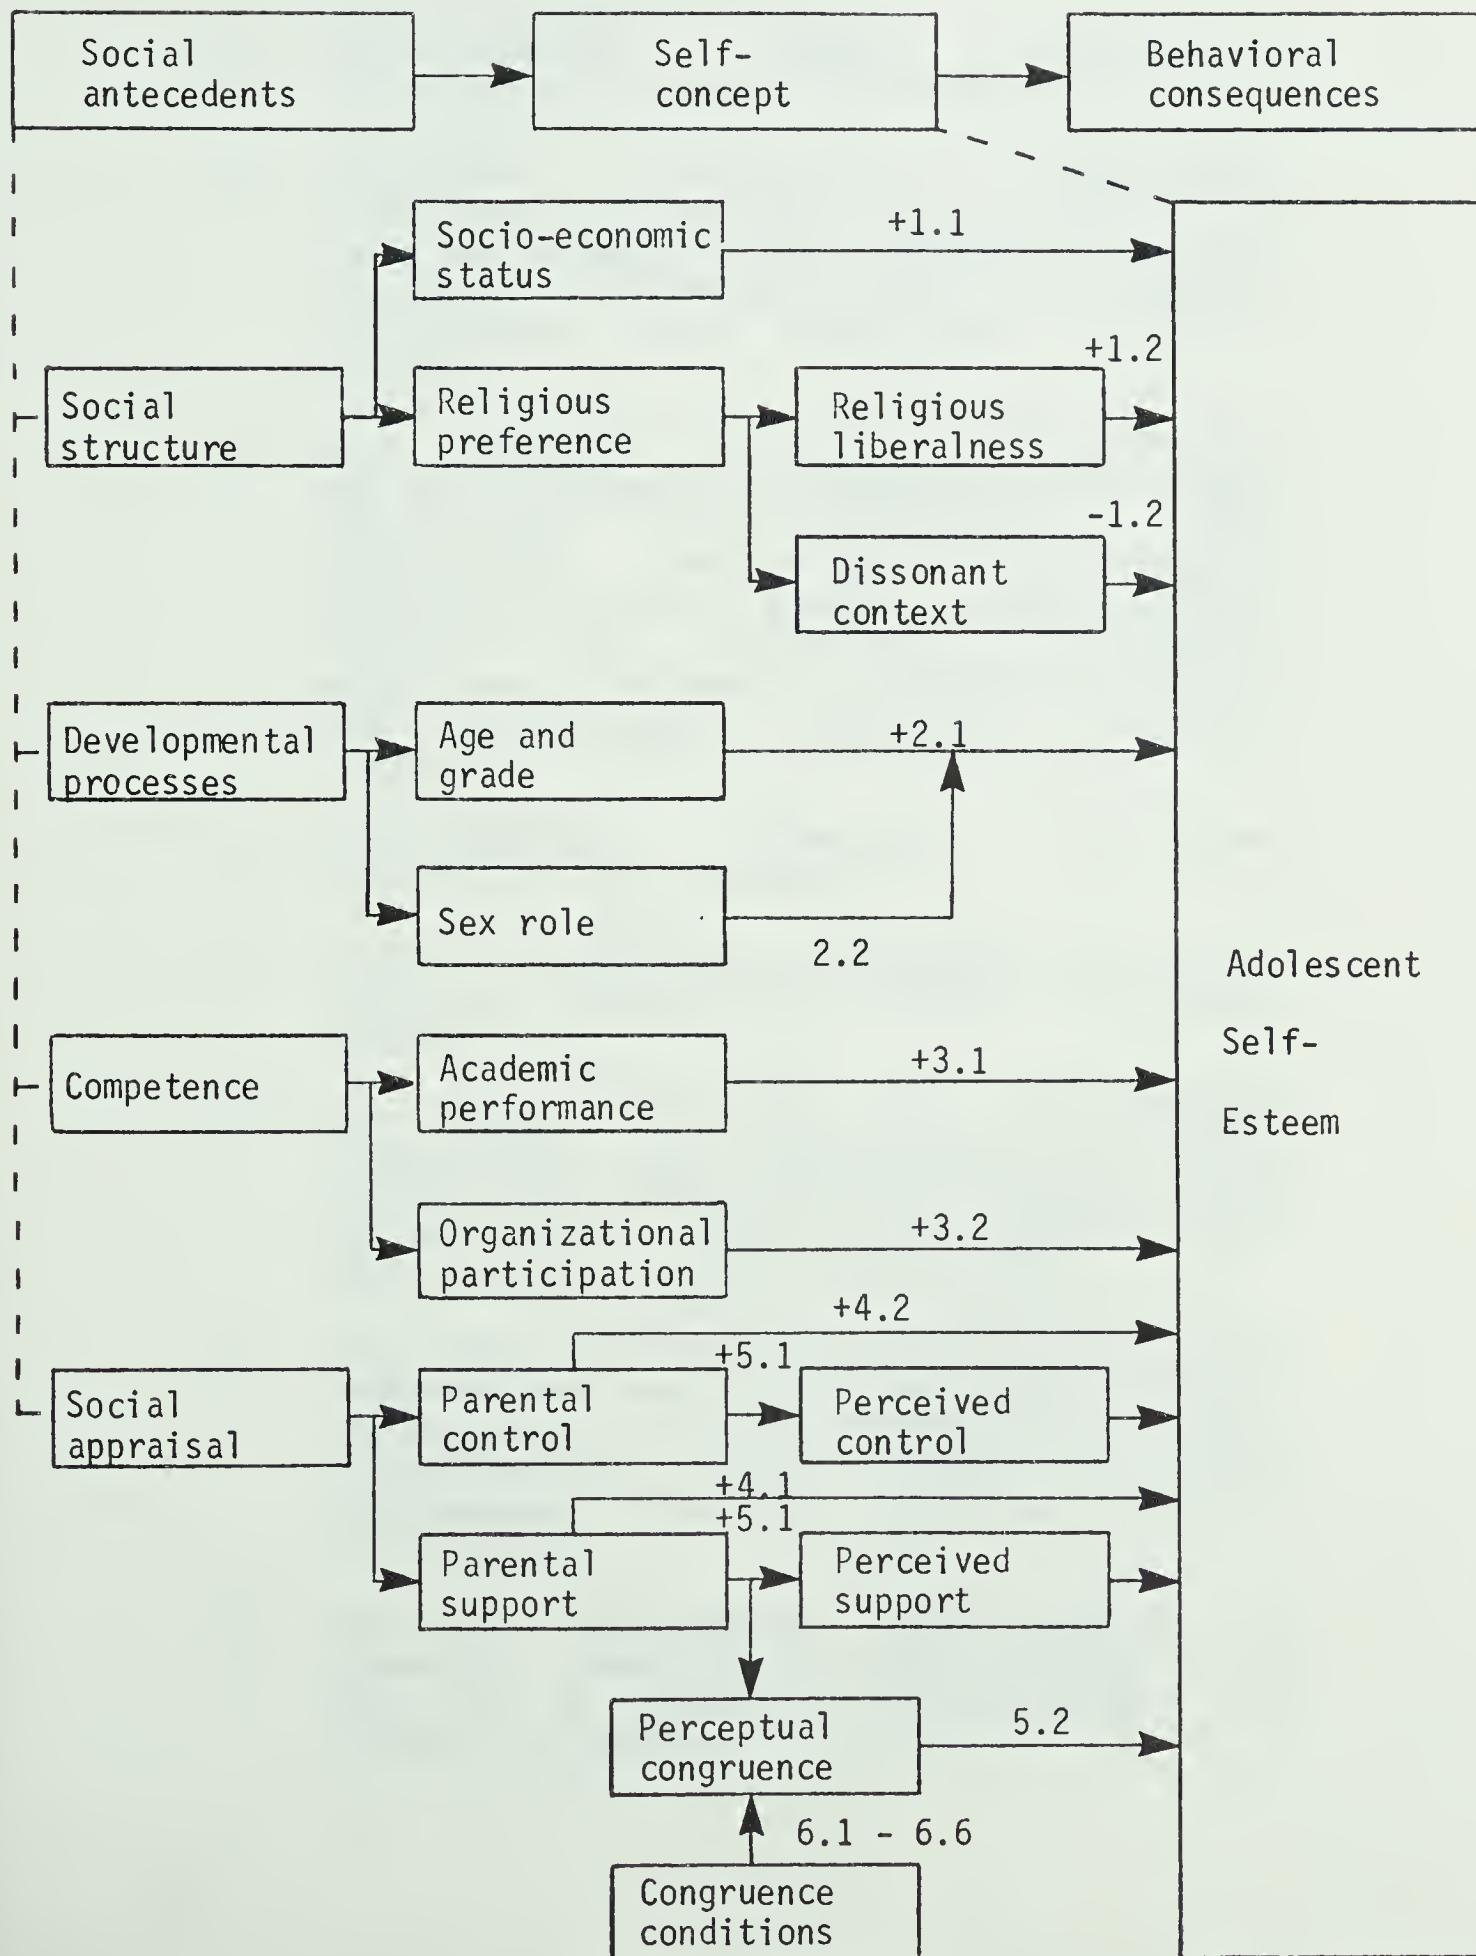 Social
antecedents
Self-
concept
Behavioral
consequences
Socio-economic
status
+1.1
Social
structure
Religious
preference
Religious
liberalness
+1.2
Dissonant
context
-1.2
Developmental
processes
Age and
grade
+2.1
Sex role
2.2
Adolescent
Self-
Esteem
Competence
Academic
performance
+3.1
Organizational
participation
+3.2
+4.2
Social
appraisal
Parental
control
+5.1
Perceived
control
+4.1
+5.1
Parental
support
Perceived
support
Perceptual
congruence
5.2
6.1 - 6.6
Congruence
conditions